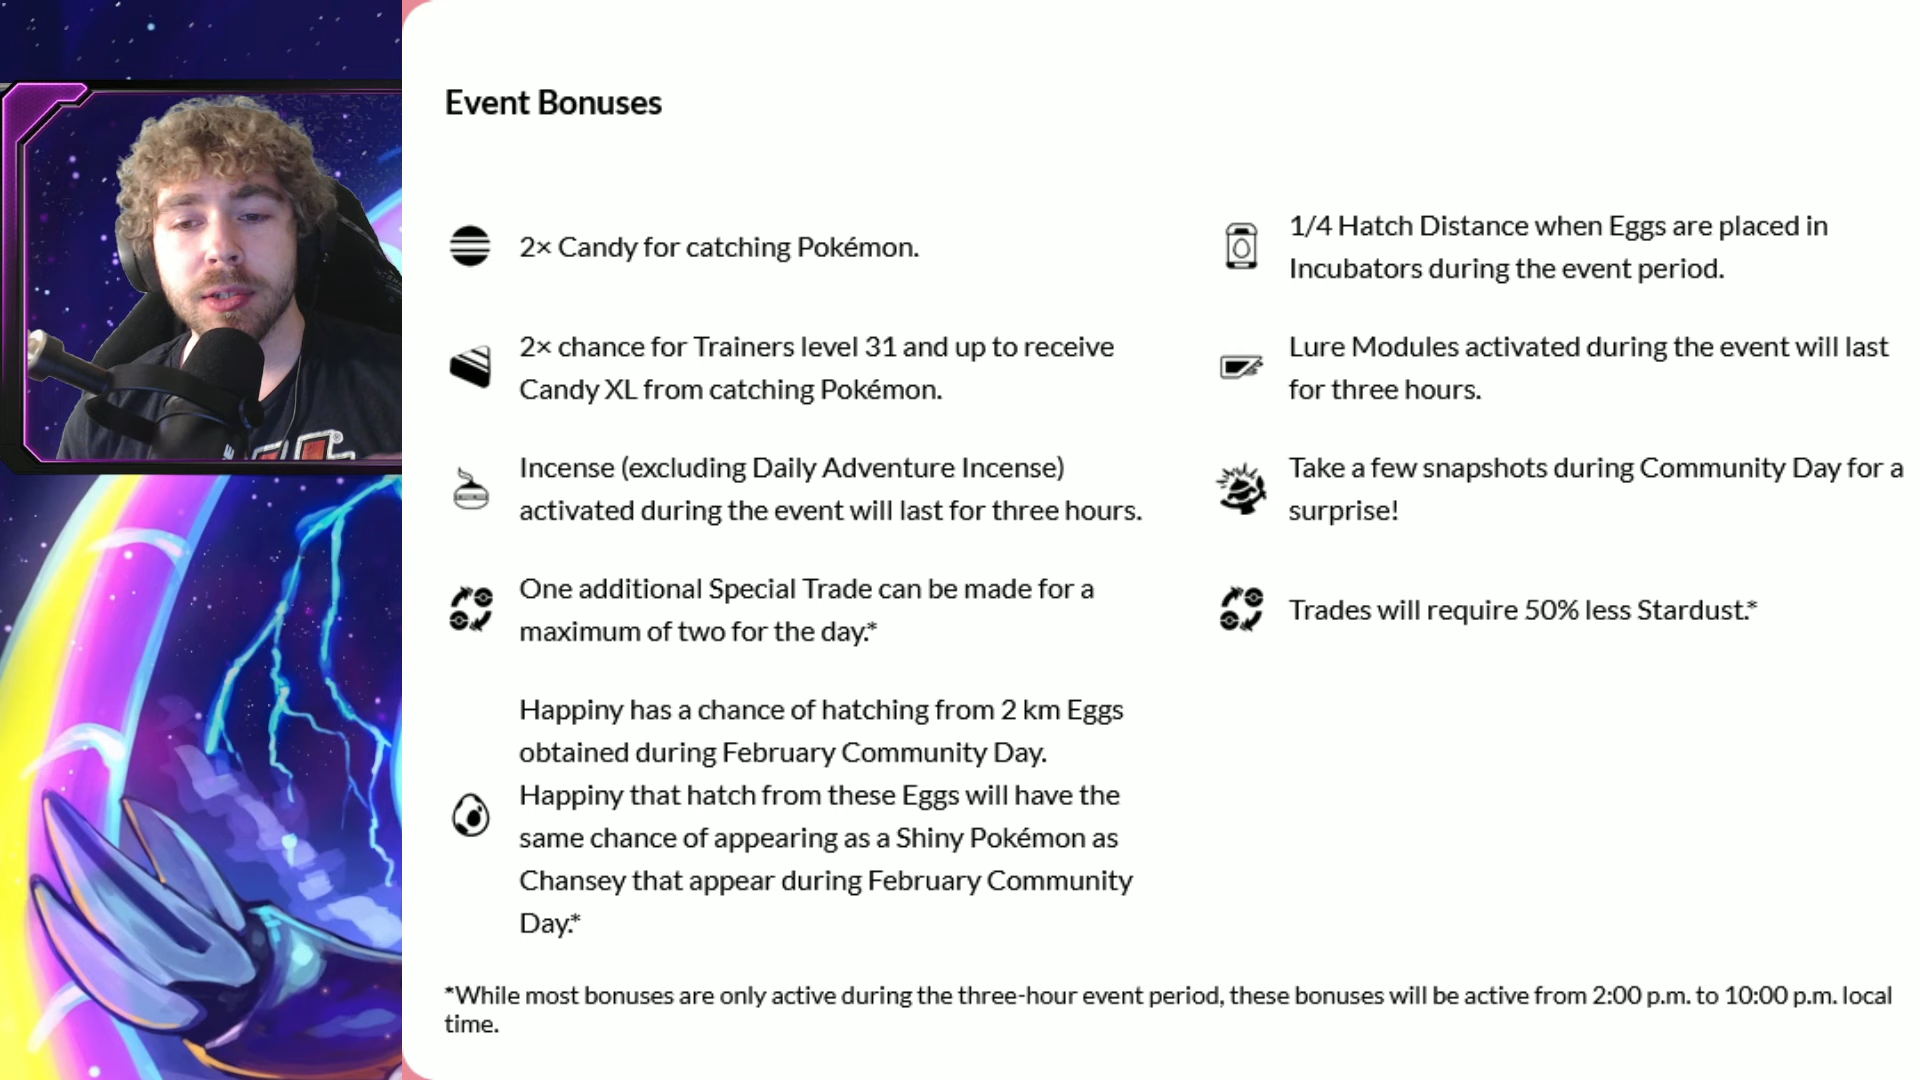 Event Bonuses
2× Candy for catching Pokémon.
2× chance for Trainers level 31 and up to receive
Candy XL from catching Pokémon.
Incense (excluding Daily Adventure Incense)
activated during the event will last for three hours.
One additional Special Trade can be made for a
maximum of two for the day.*
Happiny has a chance of hatching from 2 km Eggs
obtained during February Community Day.
Happiny that hatch from these Eggs will have the
same chance of appearing as a Shiny Pokémon as
Chansey that appear during February Community
Day.*
1/4 Hatch Distance when Eggs are placed in
Incubators during the event period.
Lure Modules activated during the event will last
for three hours.
Take a few snapshots during Community Day for a
surprise!
Trades will require 50% less Stardust.*
*While most bonuses are only active during the three-hour event period, these bonuses will be active from 2:00 p.m. to 10:00 p.m. local
time.